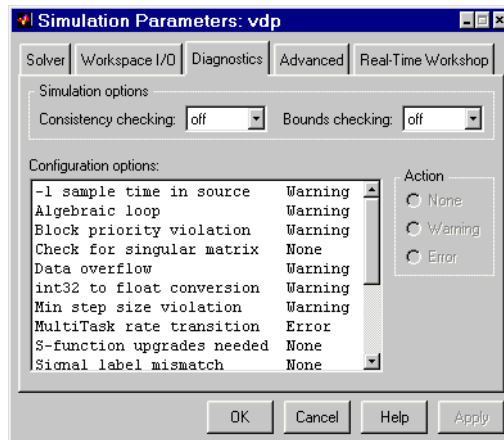 Simulation Parameters: vdp
Solver Workspace I/O Diagnostics Advanced Real-Time Workshop
Simulation options
Consistency checking: off Bounds checking: off
Configuration options:
Action
-1 sample time in source Warning
None
Algebraic loop Warning
Block priority violation Warning
Warning
Check for singular matrix None
Data overflow Warning
Error
int32 to float conversion Warning
Min step size violation Warning
MultiTask rate transition Error
S-function upgrades needed None
Signal label mismatch None
OK Cancel Help Apply